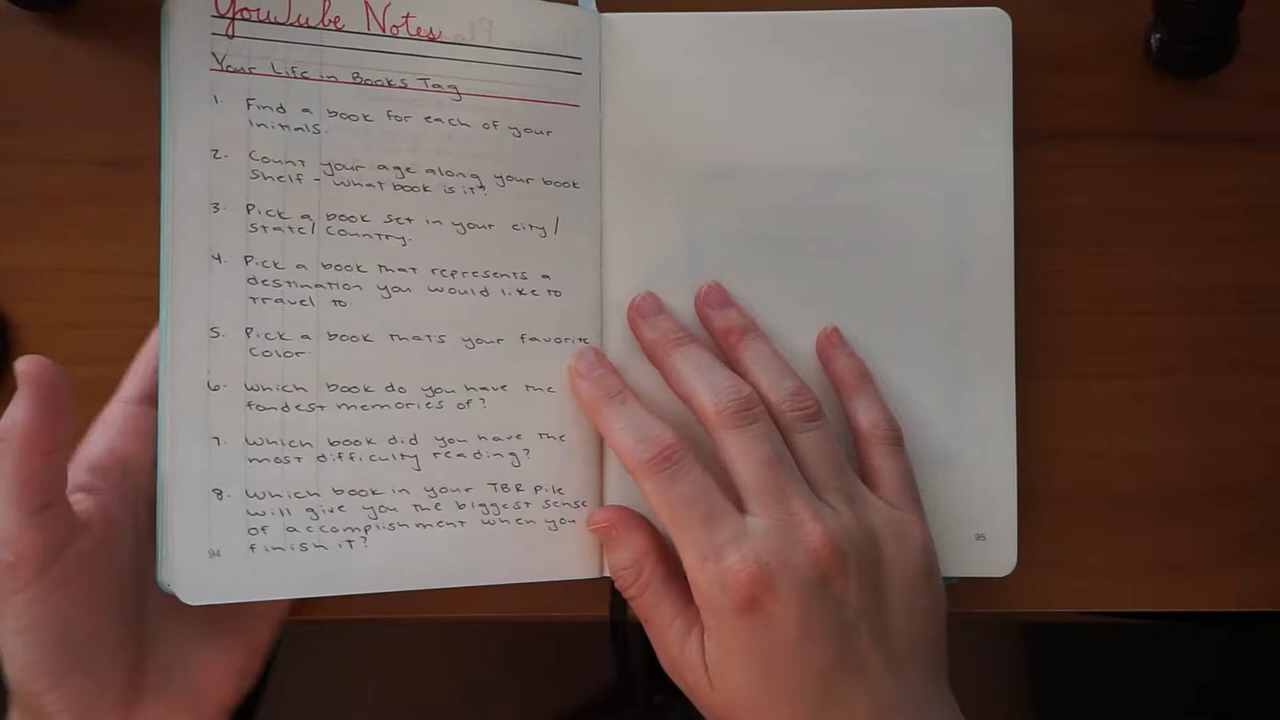 YouTube Notes
Your Life in Books Tag
1. Find a book for each of your
initials.
2. Count your age along your book
shelf - what book is it?
3. Pick a book set in your city/
State/Country.
4. Pick a book that represents a
destination you would like to
travel to.
5. Pick a book that's your favorite
color.
6. Which book do you have the
fondest memories of?
7. Which book did you have the
most difficulty reading?
8. Which book in your TBR pile
will give you the biggest sense
of accomplishment when you
finish it?
94
95